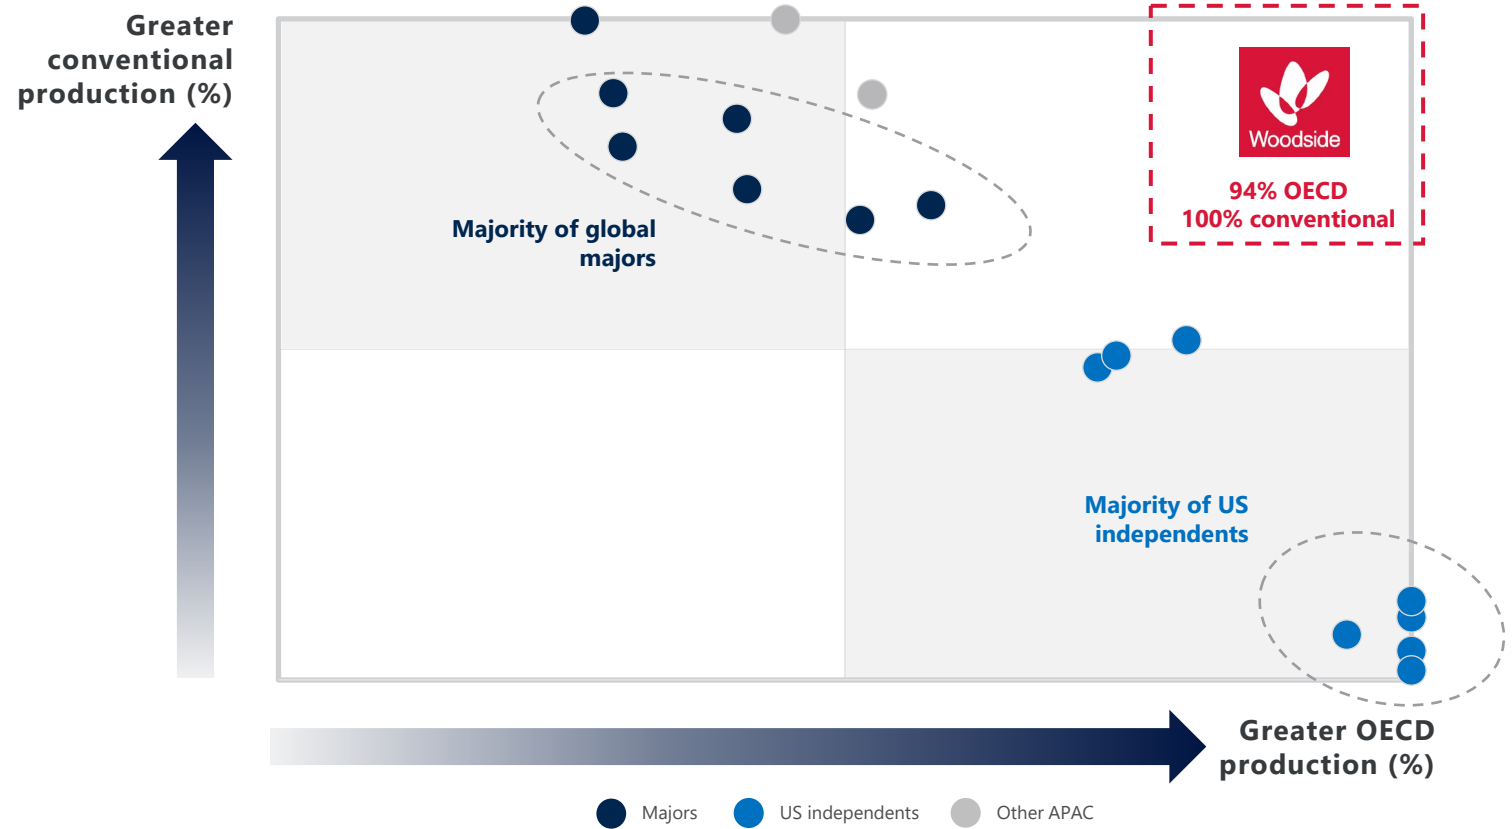 Greater
conventional
production (%)
Woodside
94% OECD
100% conventional
Majority of global
majors
Majority of US
independents
Greater OECD
production (%)
Majors
US independents
Other APAC